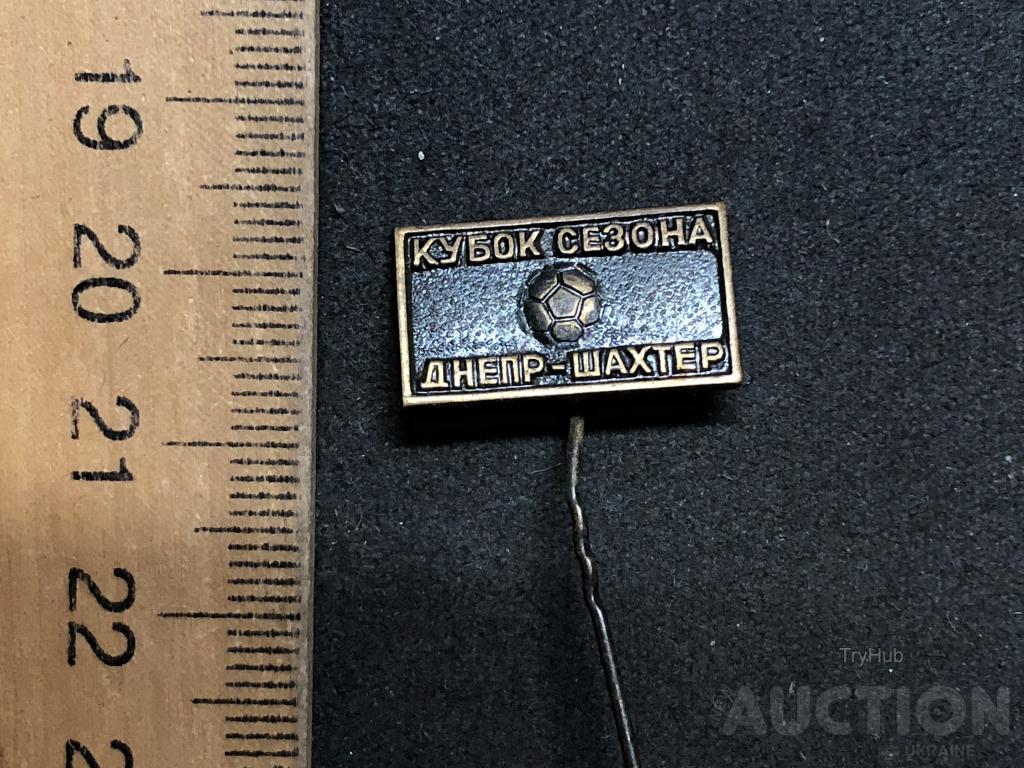 19
20
21
22
КУБОК СЕЗОНА
ДНЕПР-ШАХТЕР
TryHub
AUCTION
UKRAINE